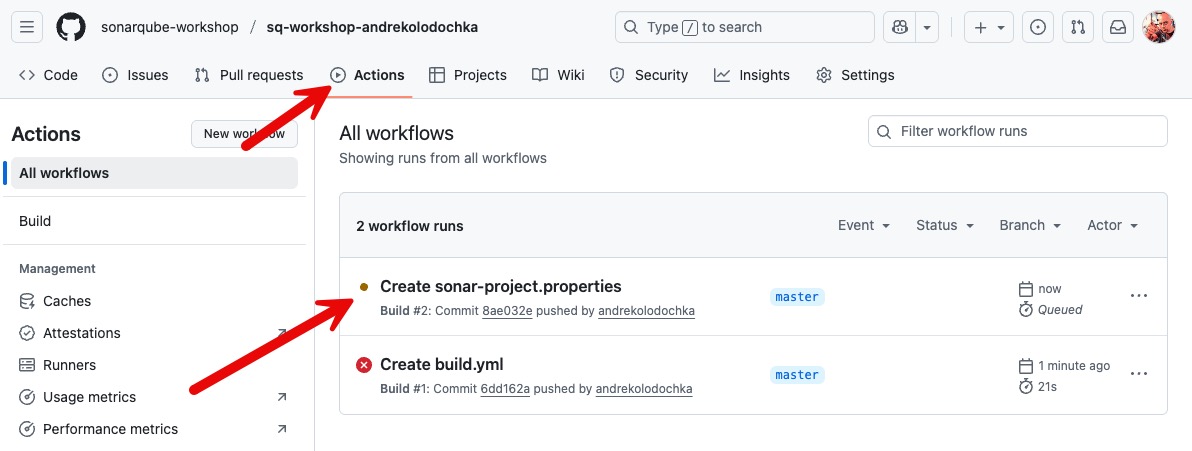 sonarqube-workshop / sq-workshop-andrekolodochka
Type / to search
Code
Issues
Pull requests
Actions
Projects
Wiki
Security
Insights
Settings
Actions
New workflow
All workflows
Build
Management
Caches
Attestations
Runners
Usage metrics
Performance metrics
All workflows
Showing runs from all workflows
Filter workflow runs
2 workflow runs
Event
Status
Branch
Actor
Create sonar-project.properties
Build #2: Commit 8ae032e pushed by andrekolodochka
master
now
Queued
Create build.yml
Build #1: Commit 6dd162a pushed by andrekolodochka
master
1 minute ago
21s